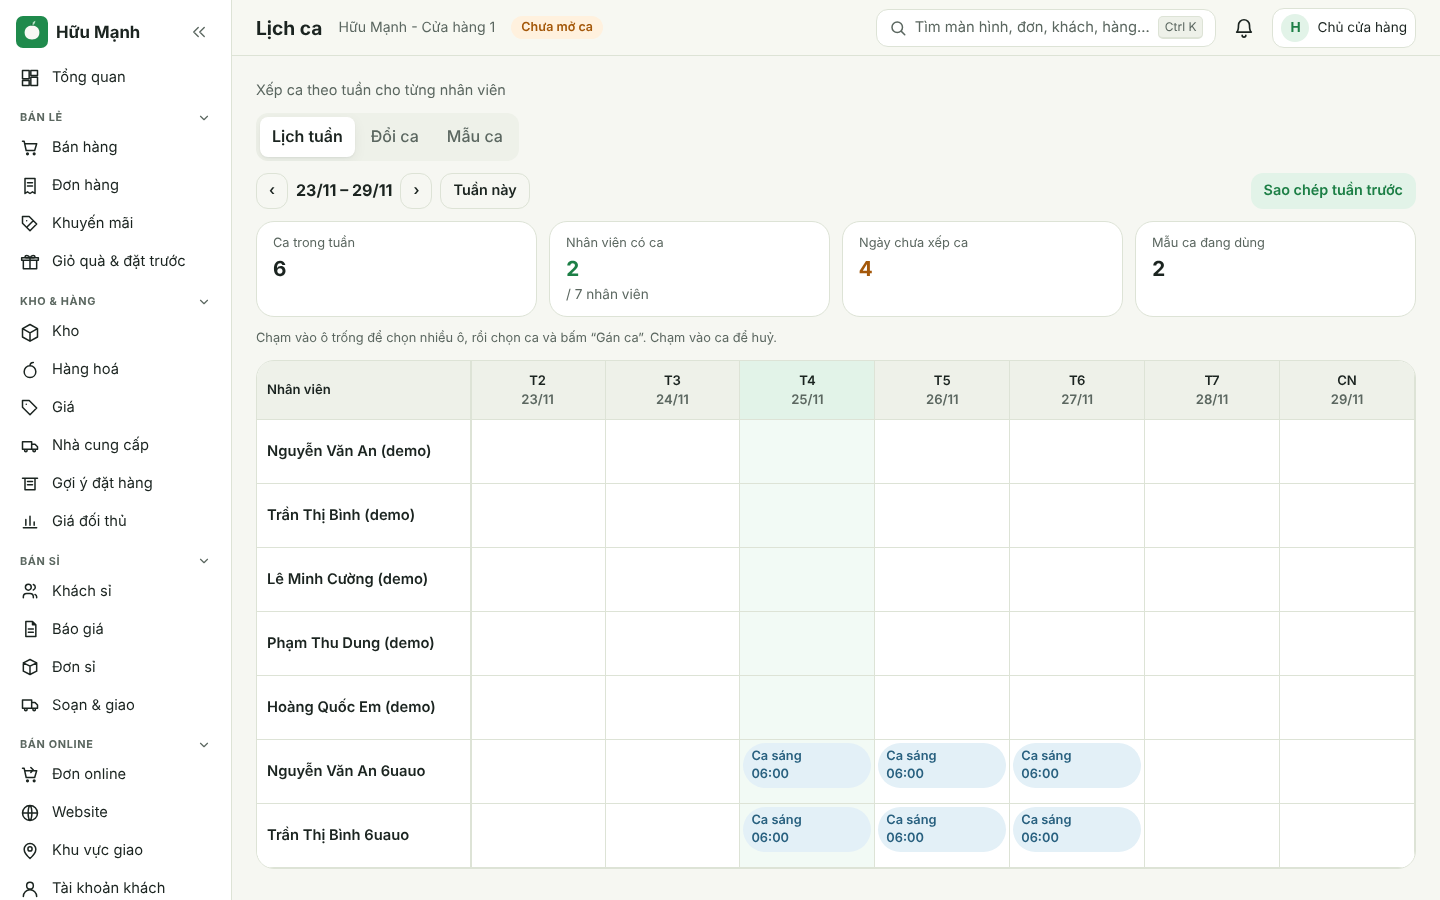 Hữu Mạnh
Tổng quan
BÁN LẺ
Bán hàng
Đơn hàng
Khuyến mãi
Giỏ quà & đặt trước
KHO & HÀNG
Kho
Hàng hoá
Giá
Nhà cung cấp
Gợi ý đặt hàng
Giá đối thủ
BÁN SỈ
Khách sỉ
Báo giá
Đơn sỉ
Soạn & giao
BÁN ONLINE
Đơn online
Website
Khu vực giao
Tài khoản khách
Lịch ca Hữu Mạnh - Cửa hàng 1 Chưa mở ca
Tìm màn hình, đơn, khách, hàng... Ctrl K
H Chủ cửa hàng
Xếp ca theo tuần cho từng nhân viên
Lịch tuần Đổi ca Mẫu ca
‹ 23/11 – 29/11 › Tuần này Sao chép tuần trước
Ca trong tuần
6
Nhân viên có ca
2
/ 7 nhân viên
Ngày chưa xếp ca
4
Mẫu ca đang dùng
2
Chạm vào ô trống để chọn nhiều ô, rồi chọn ca và bấm “Gán ca”. Chạm vào ca để huỷ.
Nhân viên T2 T3 T4 T5 T6 T7 CN
23/11 24/11 25/11 26/11 27/11 28/11 29/11
Nguyễn Văn An (demo)
Trần Thị Bình (demo)
Lê Minh Cường (demo)
Phạm Thu Dung (demo)
Hoàng Quốc Em (demo)
Nguyễn Văn An 6uauo
Ca sáng Ca sáng Ca sáng
06:00 06:00 06:00
Trần Thị Bình 6uauo
Ca sáng Ca sáng Ca sáng
06:00 06:00 06:00